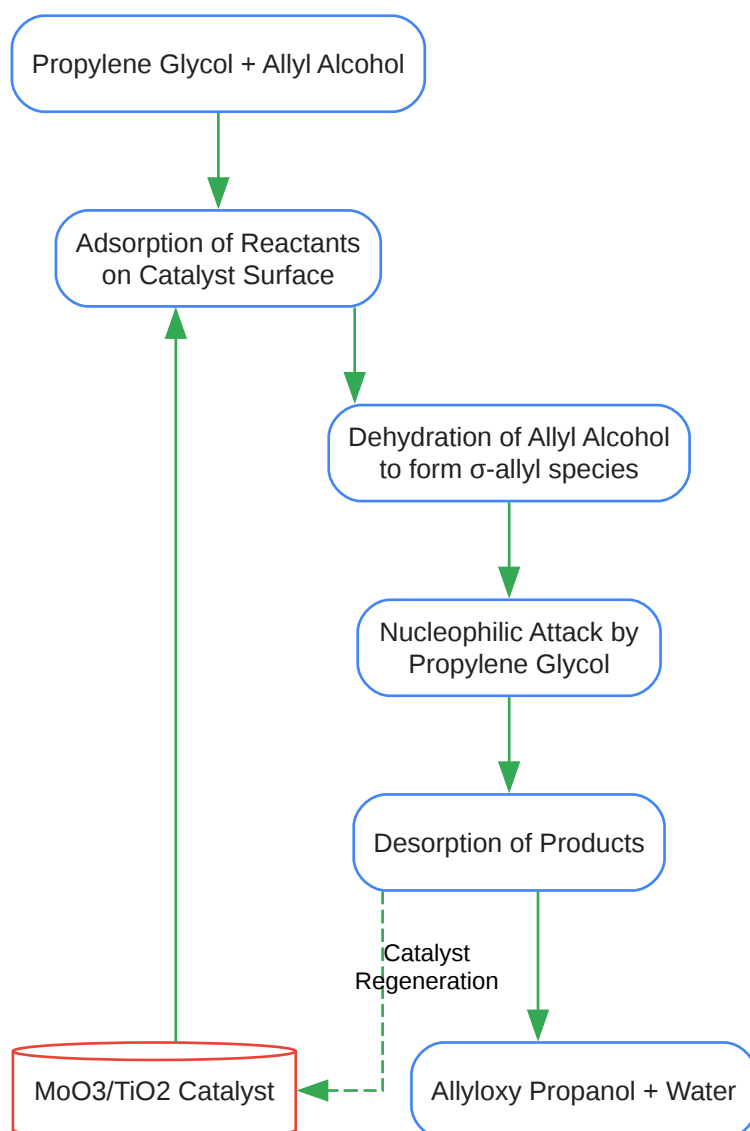 Propylene Glycol + Allyl Alcohol
Adsorption of Reactants
on Catalyst Surface
Dehydration of Allyl Alcohol
to form σ-allyl species
Nucleophilic Attack by
Propylene Glycol
Desorption of Products
Catalyst
Regeneration
MoO3/TiO2 Catalyst
Allyloxy Propanol + Water